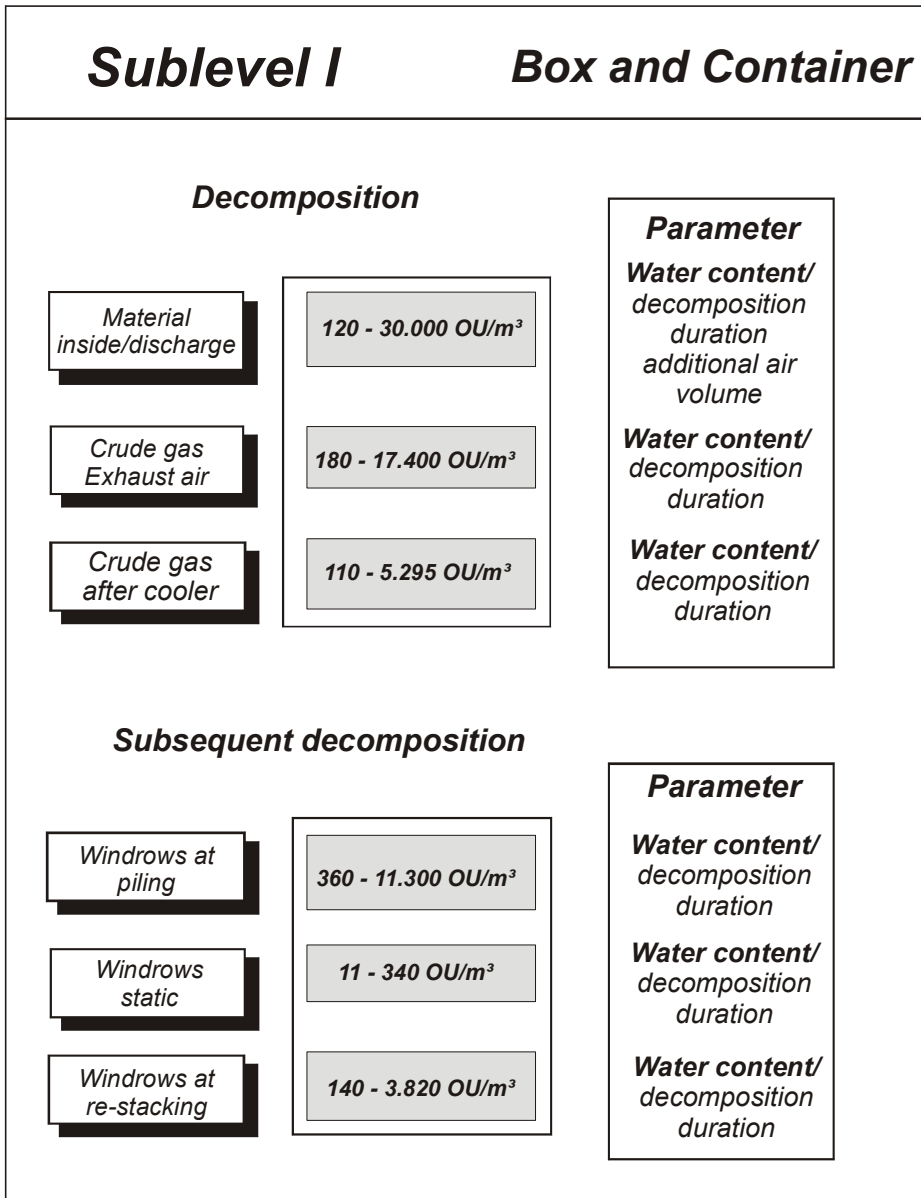 Sublevel I Box and Container
Decomposition
Parameter
Material
inside/discharge
120 - 30.000 OU/m³
Water content/
decomposition
duration
additional air
volume
Crude gas
Exhaust air
180 - 17.400 OU/m³
Water content/
decomposition
duration
Crude gas
after cooler
110 - 5.295 OU/m³
Water content/
decomposition
duration
Subsequent decomposition
Parameter
Windrows at
piling
360 - 11.300 OU/m³
Water content/
decomposition
duration
Windrows
static
11 - 340 OU/m³
Water content/
decomposition
duration
Windrows at
re-stacking
140 - 3.820 OU/m³
Water content/
decomposition
duration